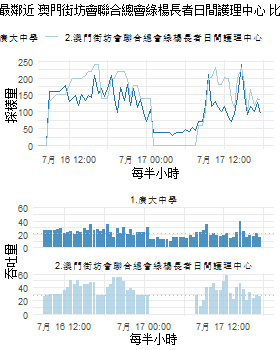 最鄰近 澳門街坊會聯合總會綠楊長者日間護理中心 比
廣大中學
2.澳門街坊會聯合總會綠楊長者日間護理中心
採樣量
250
200
150
100
50
0
7月 16 12:00
7月 17 00:00
7月 17 12:00
每半小時
1.廣大中學
60
40
20
0
2.澳門街坊會聯合總會綠楊長者日間護理中心
60
40
20
0
吞吐里
7月 16 12:00
7月 17 00:00
7月 17 12:00
每半小時